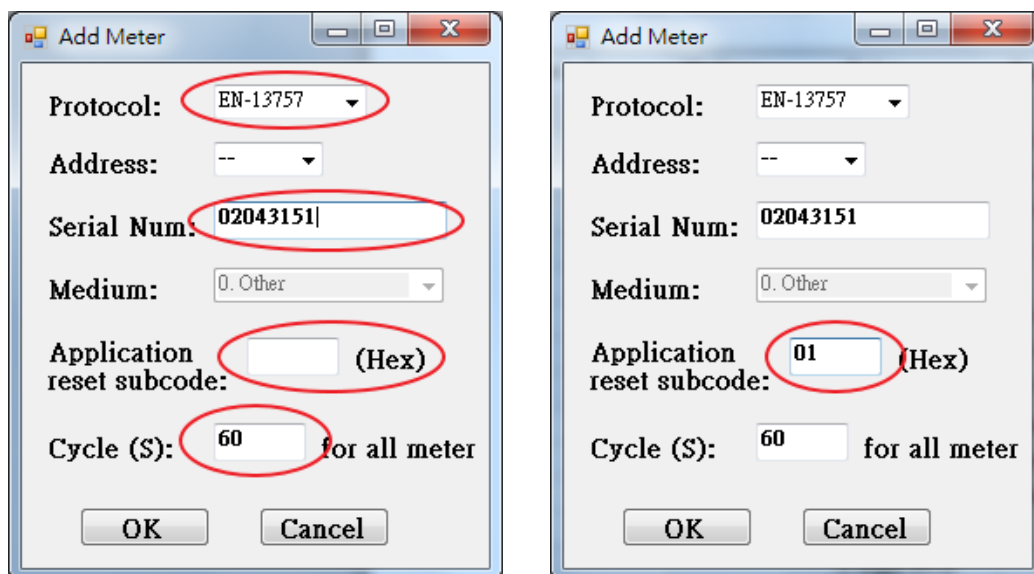 Add Meter
Protocol: EN-13757
Address: --
Serial Num: 02043151
Medium: 0. Other
Application
reset subcode: (Hex)
Cycle (S): 60 for all meter
OK Cancel
Add Meter
Protocol: EN-13757
Address: --
Serial Num: 02043151
Medium: 0. Other
Application
reset subcode: 01 (Hex)
Cycle (S): 60 for all meter
OK Cancel